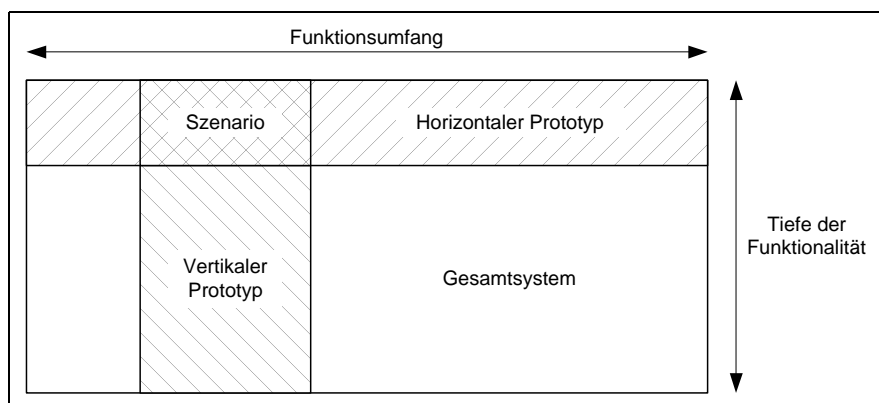 Funktionsumfang
Szenario
Horizontaler Prototyp
Tiefe der
Funktionalität
Vertikaler
Prototyp
Gesamtsystem